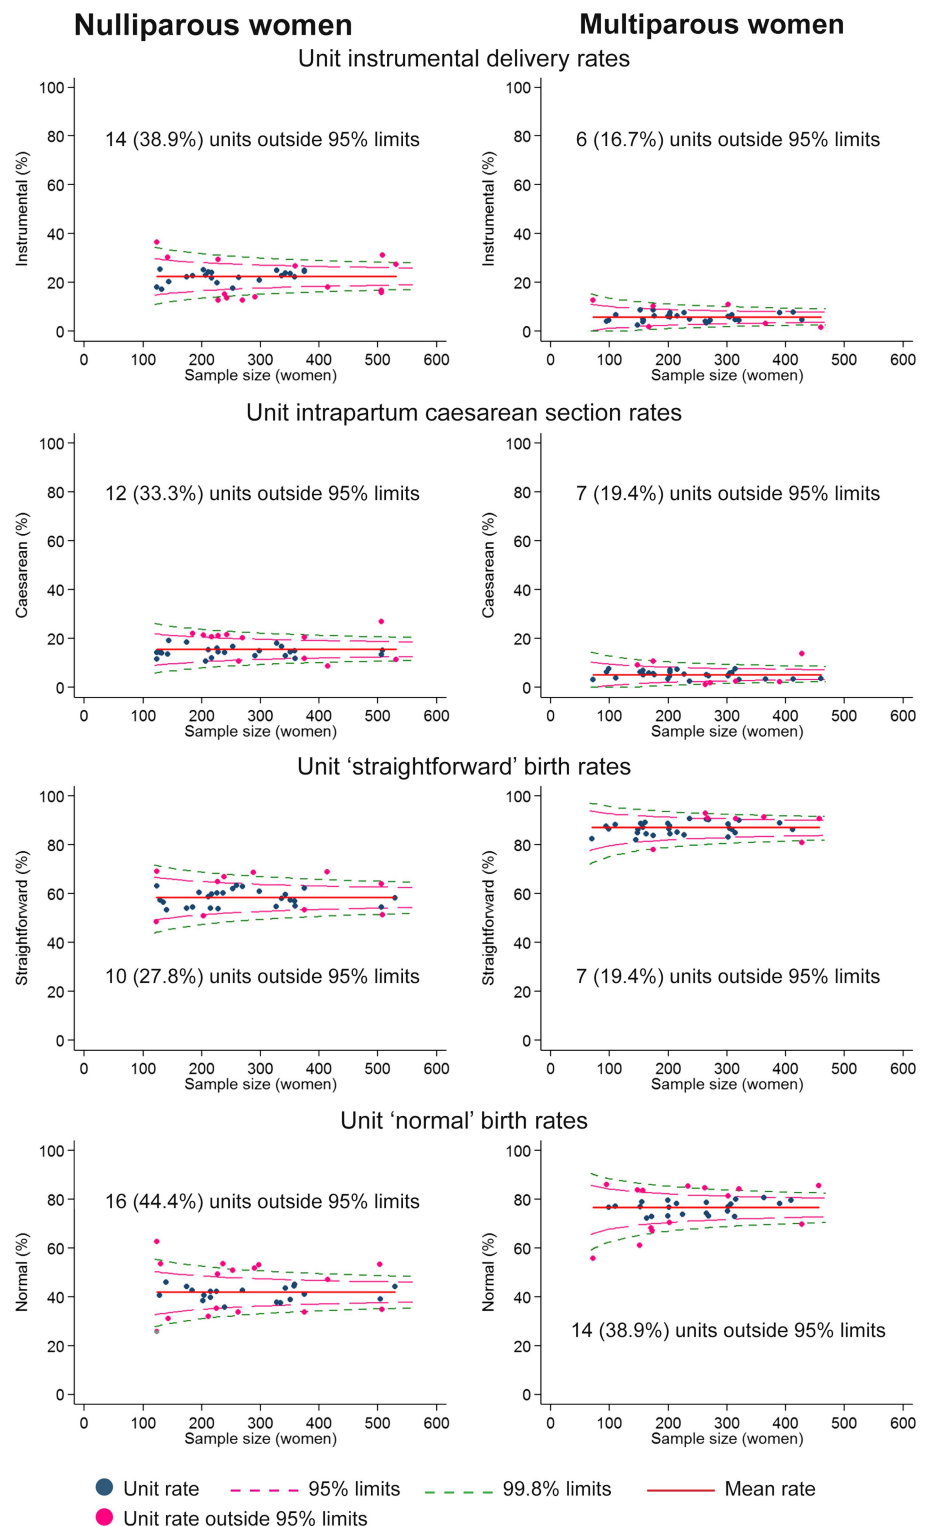 Nulliparous women
Multiparous women
Unit instrumental delivery rates
100
80
60
40
20
0
Instrumental (%)
14 (38.9%) units outside 95% limits
0 100 200 300 400 500 600
Sample size (women)
100
80
60
40
20
0
Instrumental (%)
6 (16.7%) units outside 95% limits
0 100 200 300 400 500 600
Sample size (women)
Unit intrapartum caesarean section rates
100
80
60
40
20
0
Caesarean (%)
12 (33.3%) units outside 95% limits
0 100 200 300 400 500 600
Sample size (women)
100
80
60
40
20
0
Caesarean (%)
7 (19.4%) units outside 95% limits
0 100 200 300 400 500 600
Sample size (women)
Unit ‘straightforward’ birth rates
100
80
60
40
20
0
Straightforward (%)
10 (27.8%) units outside 95% limits
0 100 200 300 400 500 600
Sample size (women)
100
80
60
40
20
0
Straightforward (%)
7 (19.4%) units outside 95% limits
0 100 200 300 400 500 600
Sample size (women)
Unit ‘normal’ birth rates
100
80
60
40
20
0
Normal (%)
16 (44.4%) units outside 95% limits
0 100 200 300 400 500 600
Sample size (women)
100
80
60
40
20
0
Normal (%)
14 (38.9%) units outside 95% limits
0 100 200 300 400 500 600
Sample size (women)
Unit rate 95% limits 99.8% limits Mean rate
Unit rate outside 95% limits